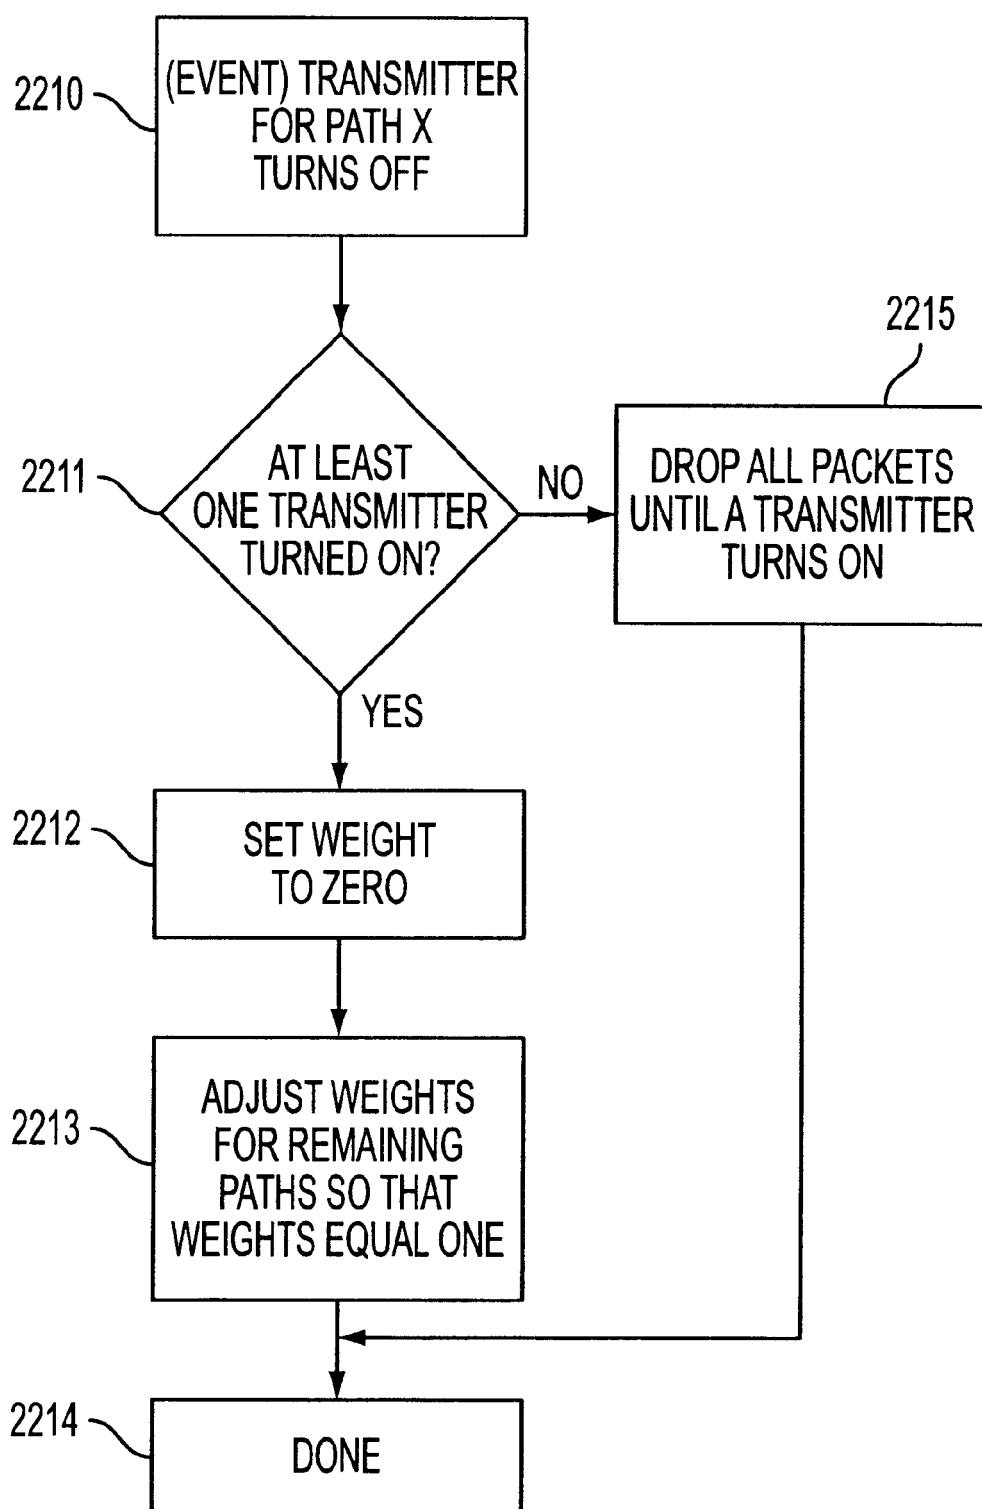 2210
(EVENT) TRANSMITTER
FOR PATH X
TURNS OFF
2211
AT LEAST
ONE TRANSMITTER
TURNED ON?
NO
2215
DROP ALL PACKETS
UNTIL A TRANSMITTER
TURNS ON
YES
2212
SET WEIGHT
TO ZERO
2213
ADJUST WEIGHTS
FOR REMAINING
PATHS SO THAT
WEIGHTS EQUAL ONE
2214
DONE